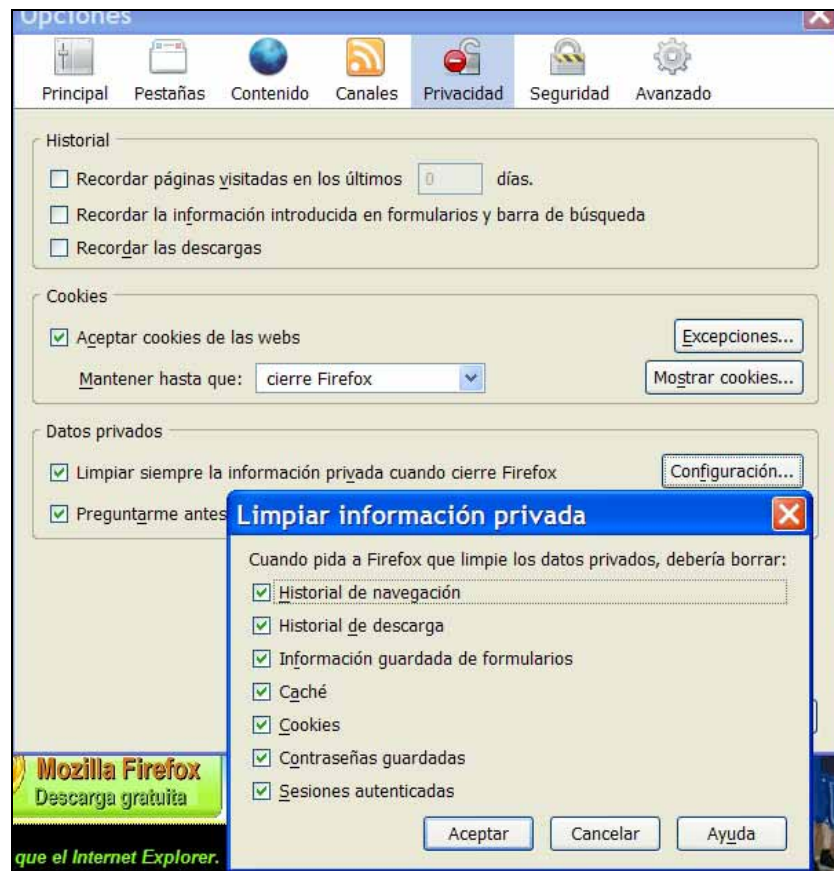 Opciones
Principal Pestañas Contenido Canales Privacidad Seguridad Avanzado
Historial
Recordar páginas visitadas en los últimos 0 días.
Recordar la información introducida en formularios y barra de búsqueda
Recordar las descargas
Cookies
Aceptar cookies de las webs Excepciones...
Mantener hasta que: cierre Firefox Mostrar cookies...
Datos privados
Limpiar siempre la información privada cuando cierre Firefox Configuración...
Preguntarme antes
Limpiar información privada
Cuando pida a Firefox que limpie los datos privados, debería borrar:
Historial de navegación
Historial de descarga
Información guardada de formularios
Caché
Cookies
Contraseñas guardadas
Sesiones autenticadas
Aceptar Cancelar Ayuda
Mozilla Firefox
Descarga gratuita
que el Internet Explorer.